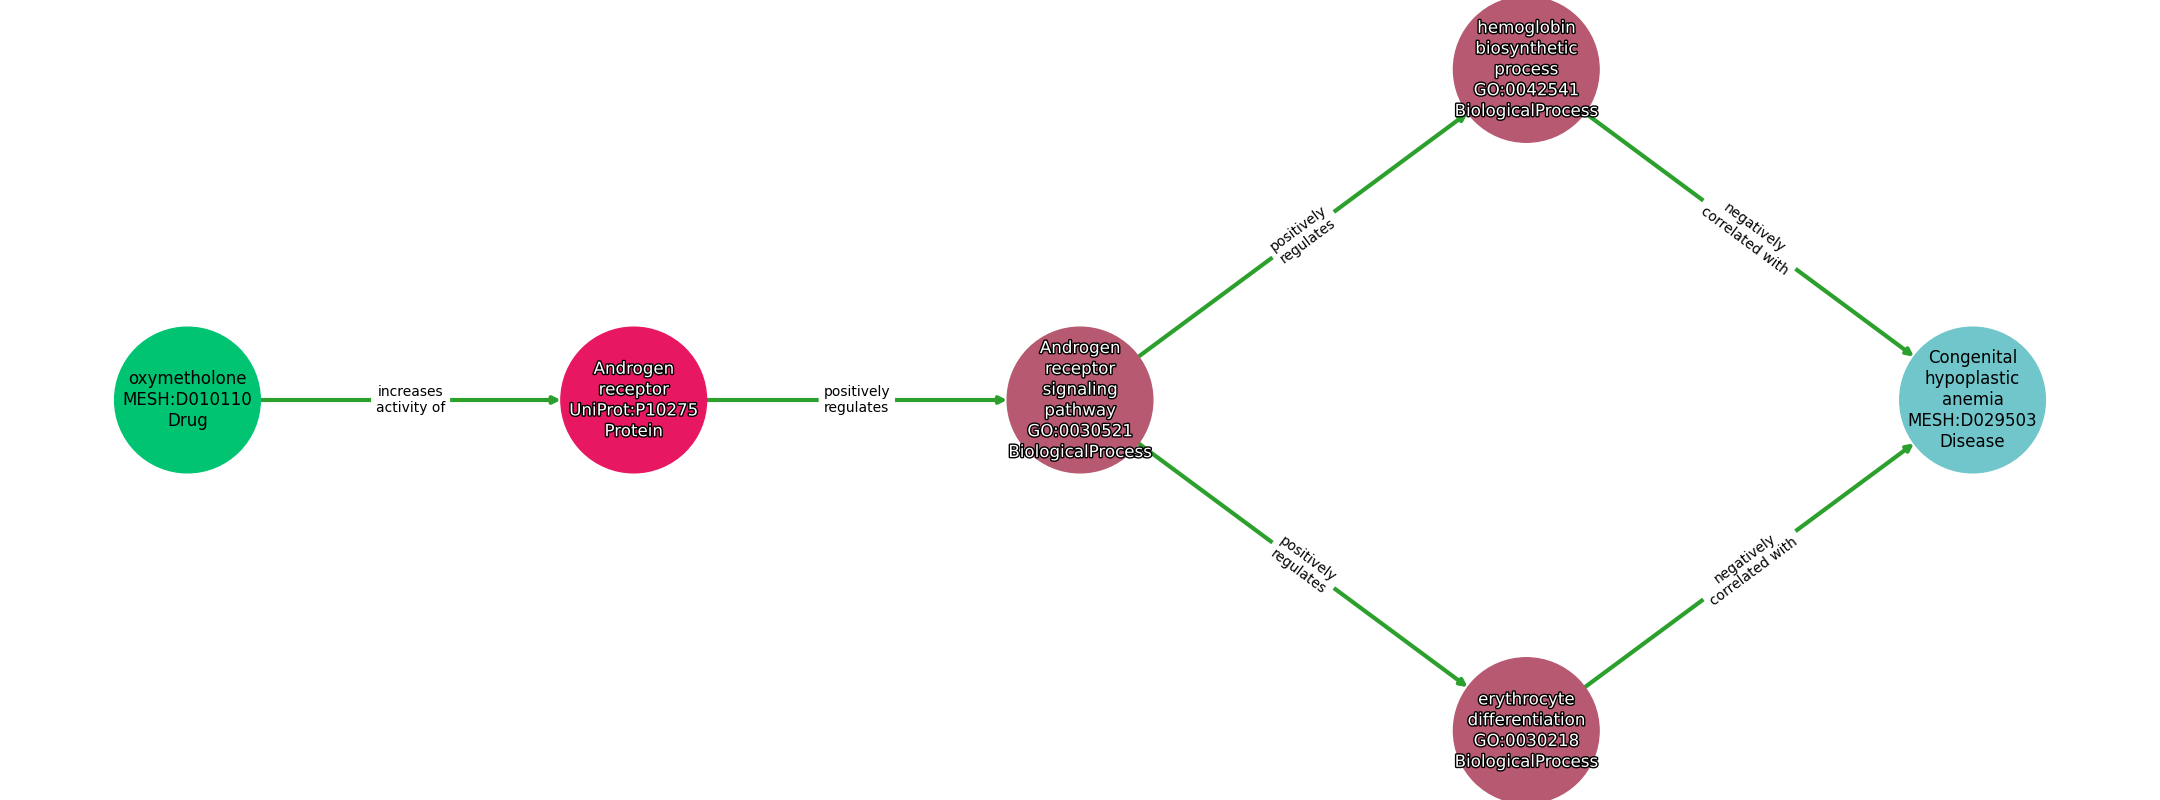 oxymetholone
MESH:D010110
Drug
increases
activity of
Androgen
receptor
UniProt:P10275
Protein
positively
regulates
Androgen
receptor
signaling
pathway
GO:0030521
BiologicalProcess
positively
regulates
hemoglobin
biosynthetic
process
GO:0042541
BiologicalProcess
negatively
correlated with
positively
regulates
erythrocyte
differentiation
GO:0030218
BiologicalProcess
negatively
correlated with
Congenital
hypoplastic
anemia
MESH:D029503
Disease